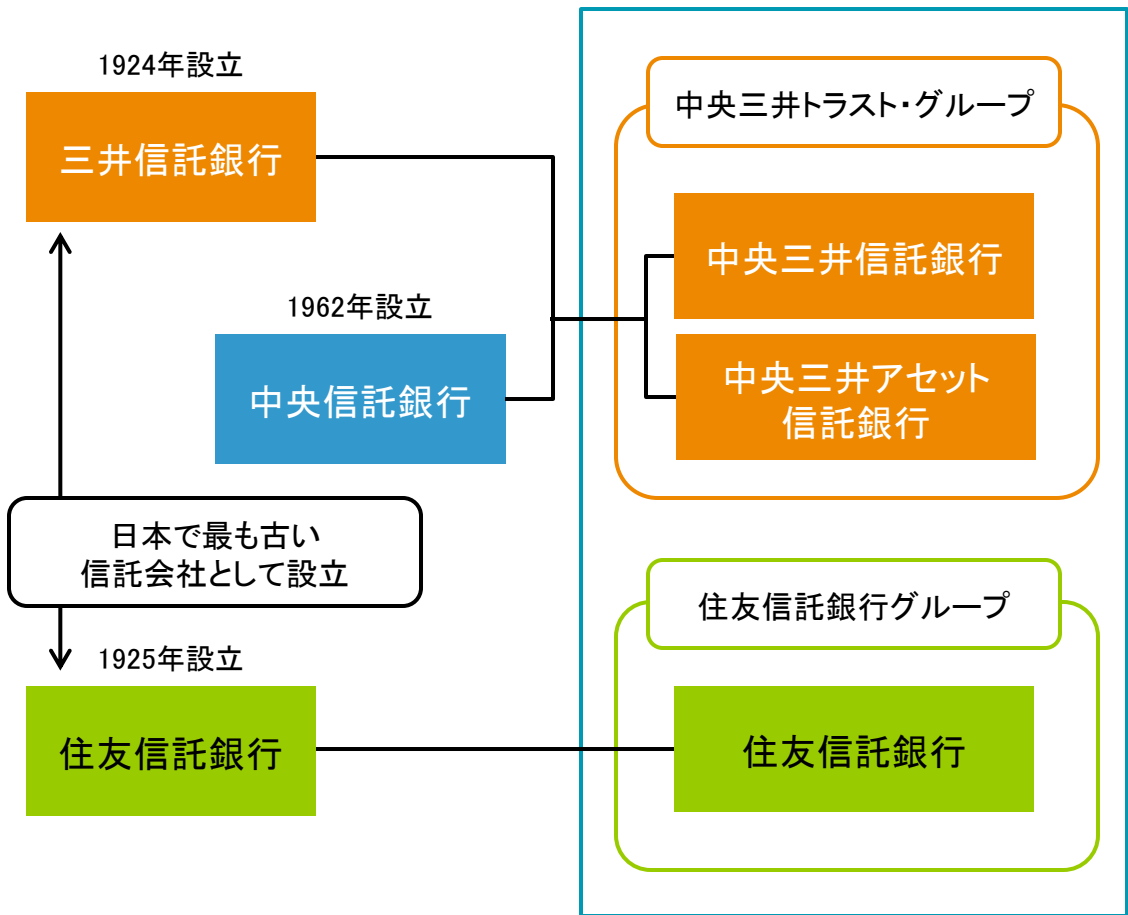 1924年設立
三井信託銀行
1962年設立
中央信託銀行
日本で最も古い
信託会社として設立
1925年設立
住友信託銀行
中央三井トラスト・グループ
中央三井信託銀行
中央三井アセット
信託銀行
住友信託銀行グループ
住友信託銀行